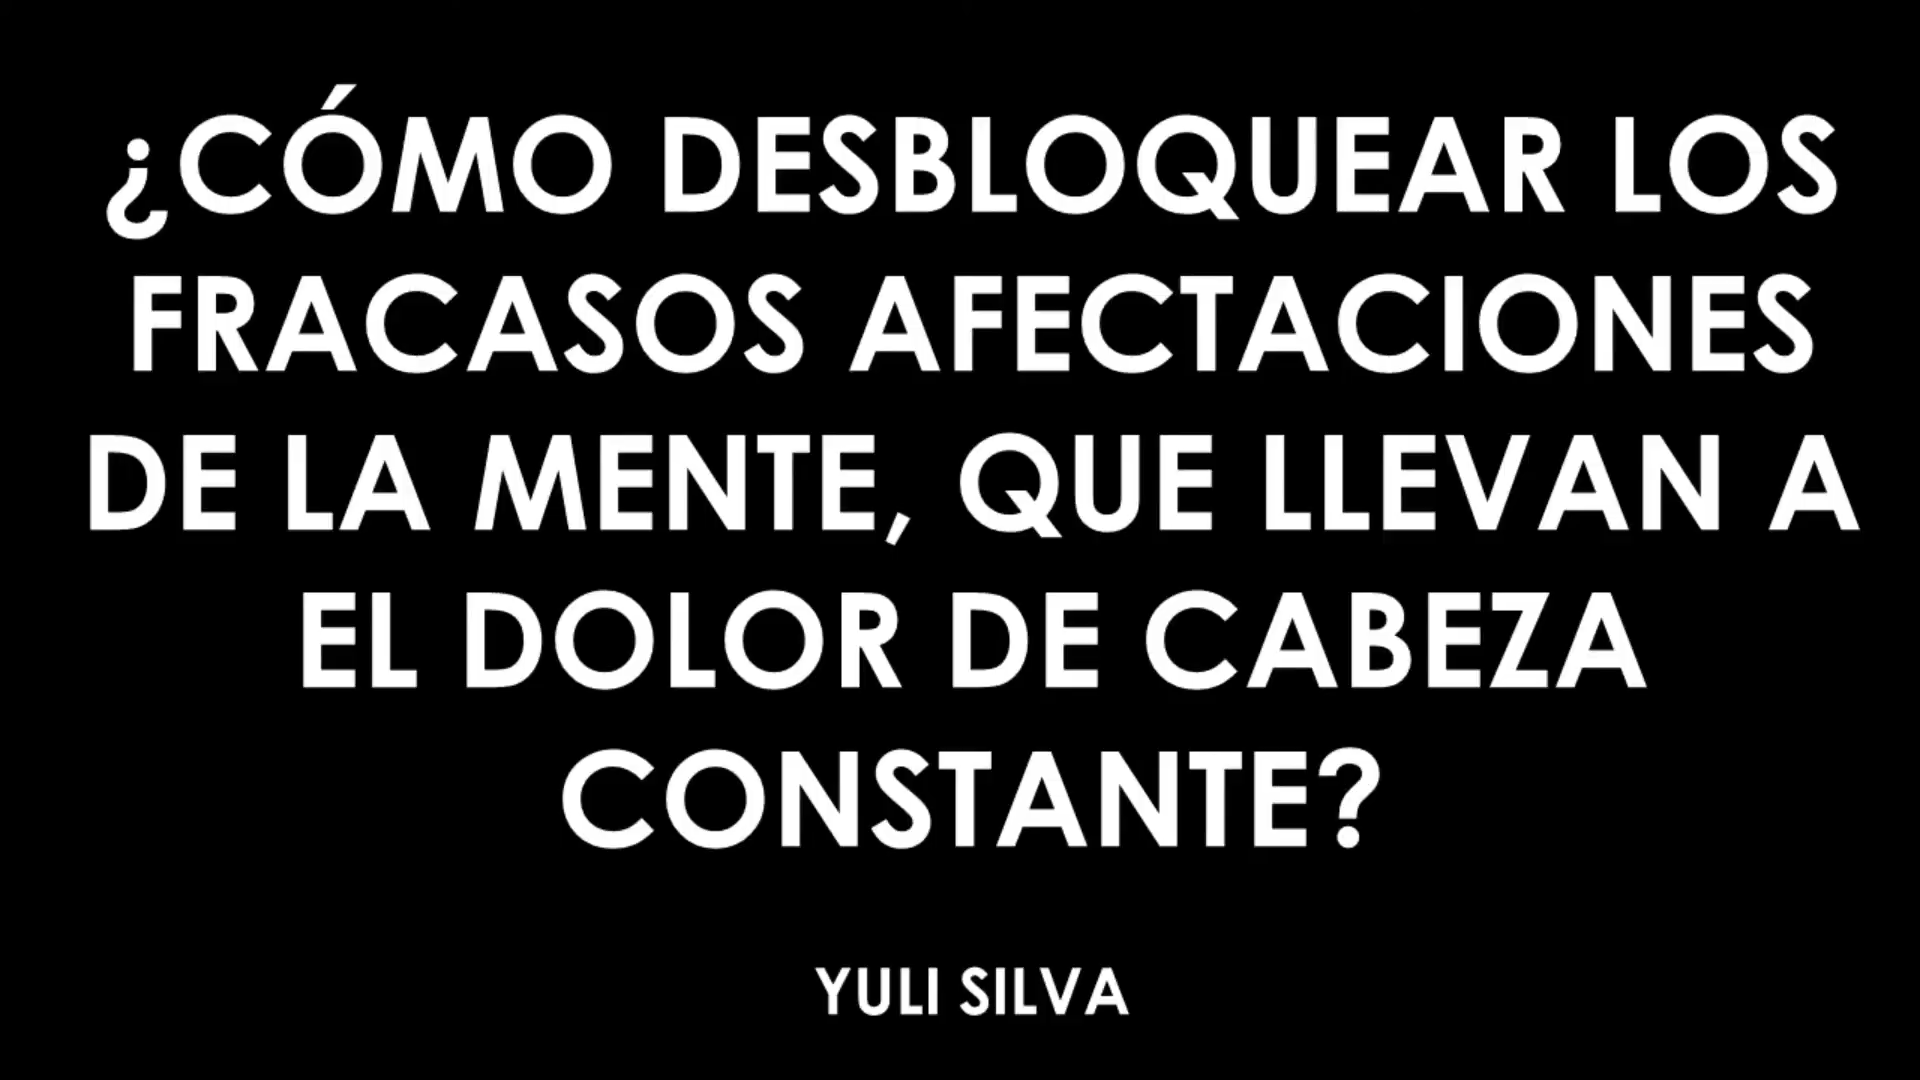 ¿CÓMO DESBLOQUEAR LOS
FRACASOS AFECTACIONES
DE LA MENTE, QUE LLEVAN A
EL DOLOR DE CABEZA
CONSTANTE?
YULI SILVA